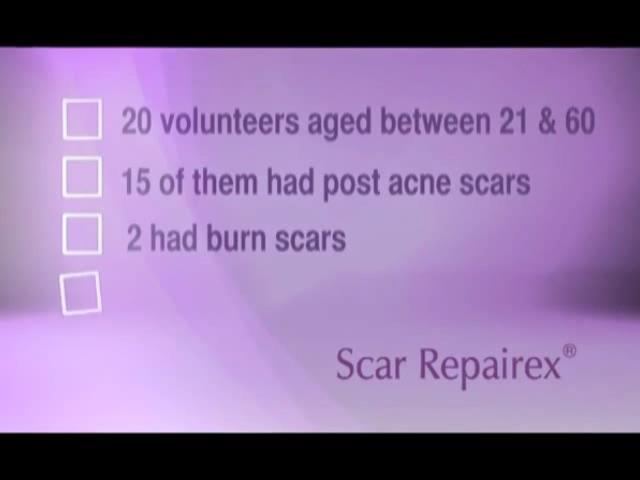 20 volunteers aged between 21 & 60
15 of them had post acne scars
2 had burn scars
Scar Repairex®